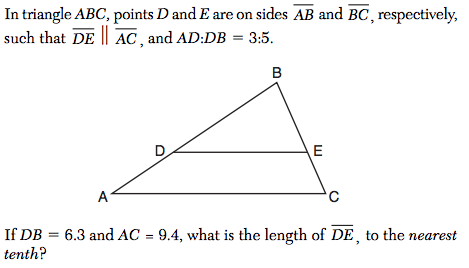 In triangle ABC, points D and E are on sides AB and BC, respectively,
such that DE || AC, and AD:DB = 3:5.
B
D
E
A
C
If DB = 6.3 and AC = 9.4, what is the length of DE, to the nearest
tenth?